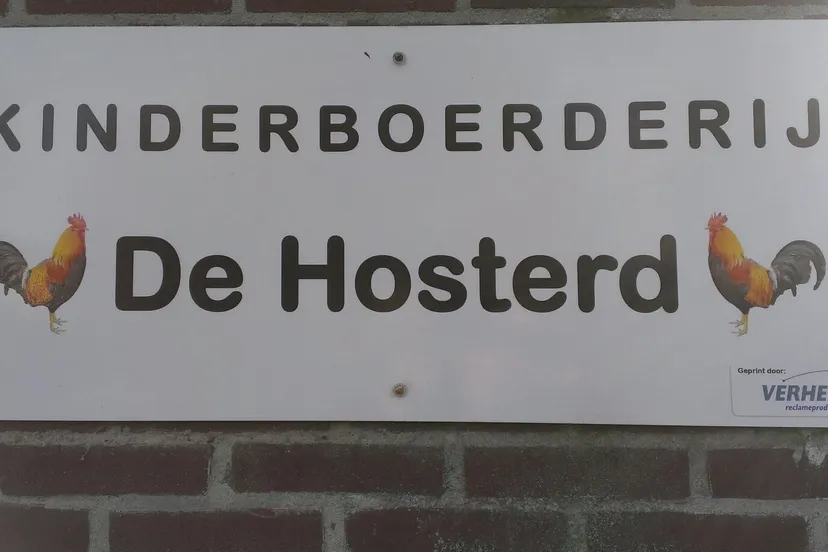 KINDERBOERDERIJ
De Hosterd
Geprint door: